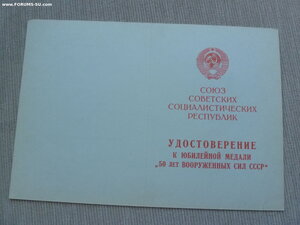 www.FORUMS-SU.com
СОЮЗ
СОВЕТСКИХ
СОЦИАЛИСТИЧЕСКИХ
РЕСПУБЛИК
УДОСТОВЕРЕНИЕ
К ЮБИЛЕЙНОЙ МЕДАЛИ
„50 ЛЕТ ВООРУЖЕННЫХ СИЛ СССР“